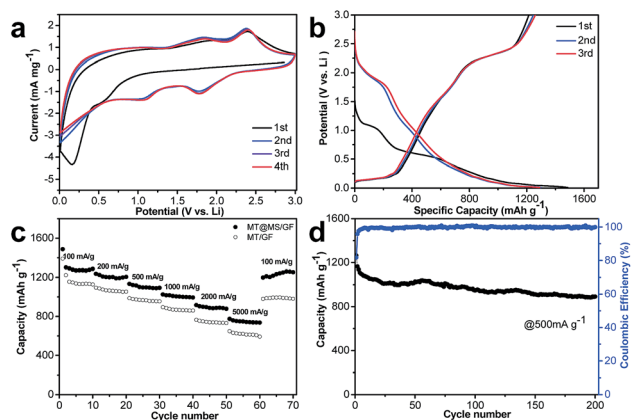 a
Current (mA mg⁻¹)
2
1
0
-1
-2
-3
-4
-5
0.0 0.5 1.0 1.5 2.0 2.5 3.0
Potential (V vs. Li)
1st
2nd
3rd
4th
b
Potential (V vs. Li)
3.0
2.5
2.0
1.5
1.0
0.5
0.0
0 400 800 1200 1600
Specific Capacity (mAh g⁻¹)
1st
2nd
3rd
c
Capacity (mAh g⁻¹)
1600
1200
800
400
0
0 10 20 30 40 50 60 70
Cycle number
MT@MS/GF
MT/GF
100 mA/g
200 mA/g
500 mA/g
1000 mA/g
2000 mA/g
5000 mA/g
100 mA/g
d
Capacity (mAh g⁻¹)
1600
1200
800
400
0
0 50 100 150 200
Cycle number
@500mA g⁻¹
100
80
60
40
20
0
Coulombic Efficiency (%)